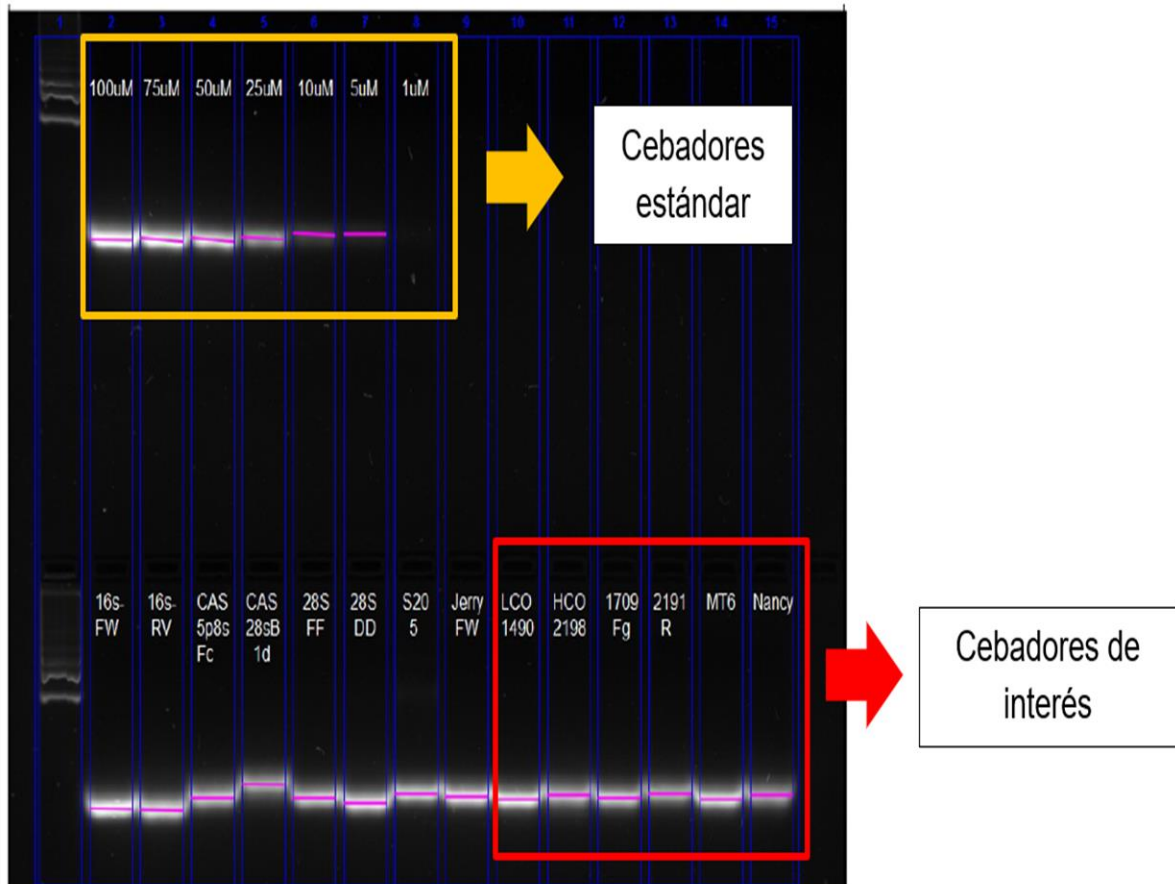 1 2 3 4 5 6 7 8 9 10 11 12 13 14 15
100uM 75uM 50uM 25uM 10uM 5uM 1uM
Cebadores
estándar
16s- 16s- CAS CAS 28S 28S S20 Jerry LCO HCO 1709 2191 MT6 Nancy
FW RV 5p8s 28sB FF DD 5 FW 1490 2198 Fg R
Fc 1d
Cebadores de
interés